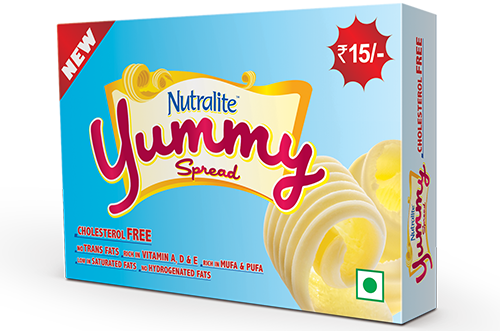 NEW
₹15/-
Nutralite™
Yummy
Spread
CHOLESTEROL FREE
NO TRANS FATS RICH IN VITAMIN A, D & E RICH IN MUFA & PUFA
LOW IN SATURATED FATS NO HYDROGENATED FATS
CHOLESTEROL FREE
Nutralite
Yummy
Spread